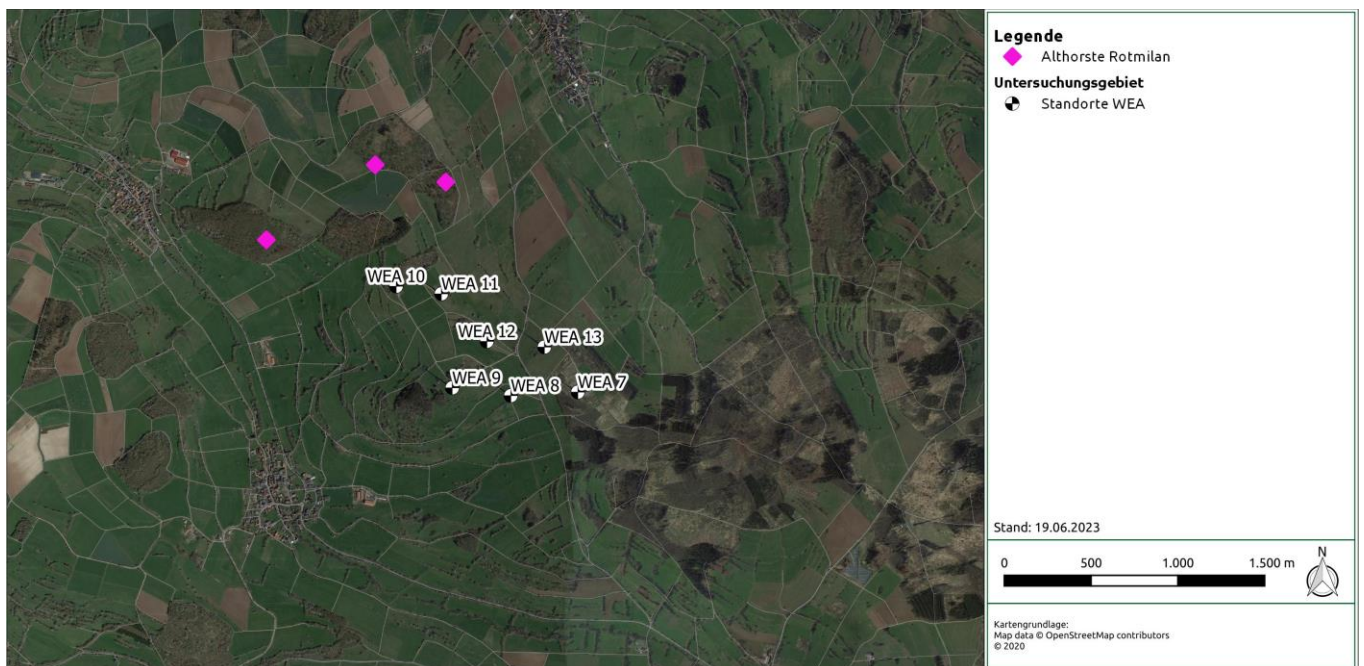 WEA 10
WEA 11
WEA 12
WEA 13
WEA 9
WEA 8
WEA 7
Legende
Althorste Rotmilan
Untersuchungsgebiet
Standorte WEA
Stand: 19.06.2023
0 500 1.000 1.500 m
N
Kartengrundlage:
Map data © OpenStreetMap contributors
© 2020